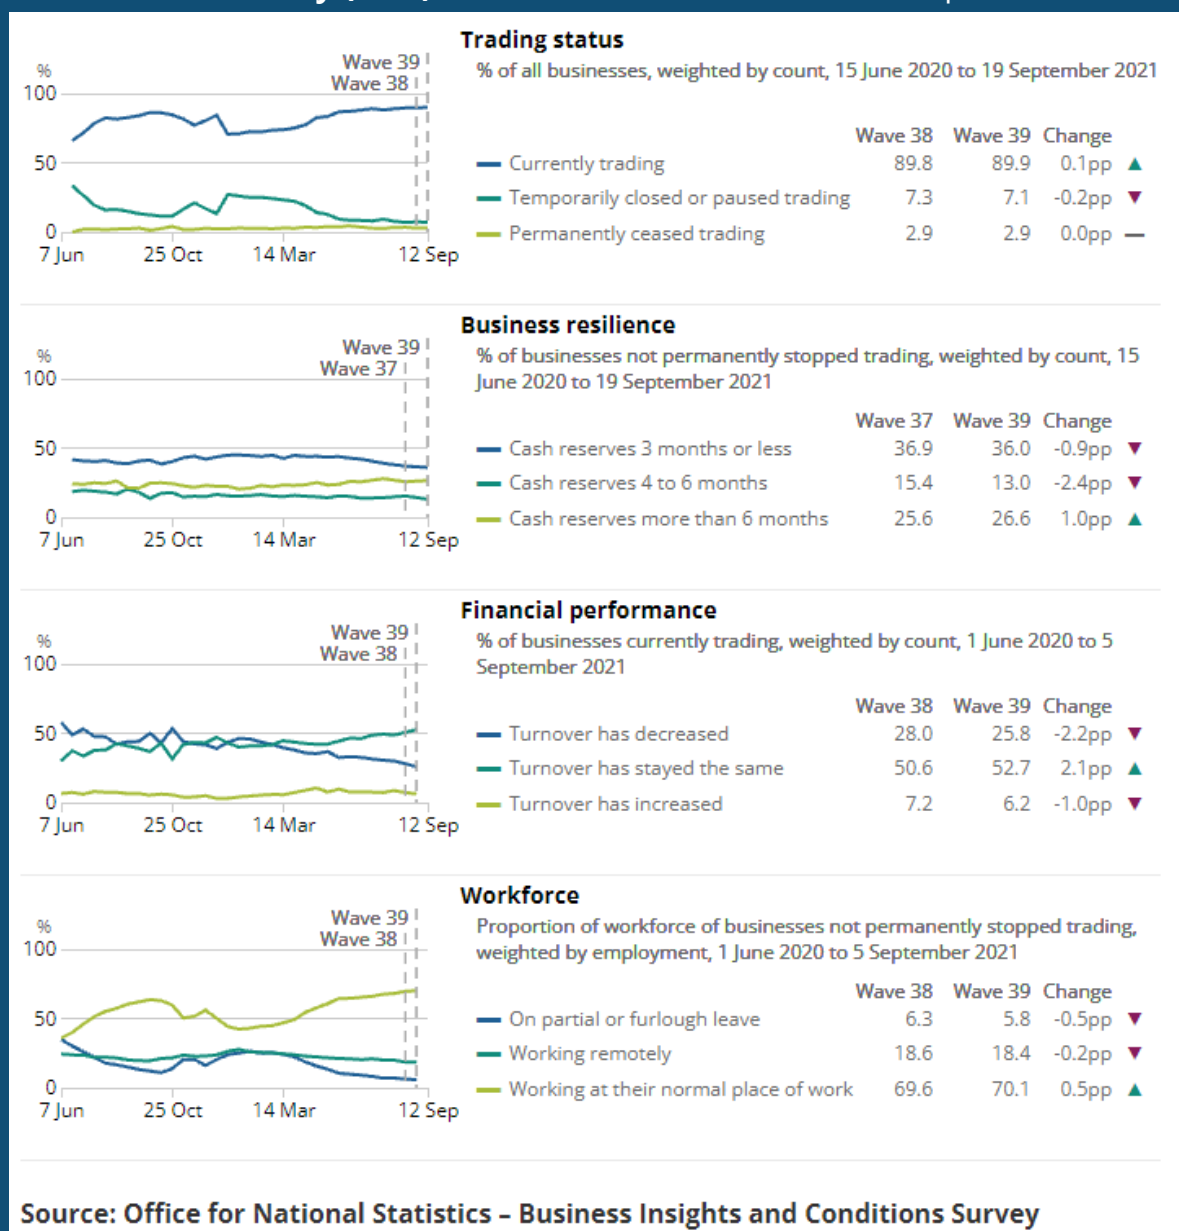 Trading status
% of all businesses, weighted by count, 15 June 2020 to 19 September 2021
%
100
50
0
Wave 39
Wave 38
7 Jun 25 Oct 14 Mar 12 Sep
Wave 38 Wave 39 Change
Currently trading 89.8 89.9 0.1pp ▲
Temporarily closed or paused trading 7.3 7.1 -0.2pp ▼
Permanently ceased trading 2.9 2.9 0.0pp —
Business resilience
% of businesses not permanently stopped trading, weighted by count, 15
June 2020 to 19 September 2021
%
100
50
0
Wave 39
Wave 37
7 Jun 25 Oct 14 Mar 12 Sep
Wave 37 Wave 39 Change
Cash reserves 3 months or less 36.9 36.0 -0.9pp ▼
Cash reserves 4 to 6 months 15.4 13.0 -2.4pp ▼
Cash reserves more than 6 months 25.6 26.6 1.0pp ▲
Financial performance
% of businesses currently trading, weighted by count, 1 June 2020 to 5
September 2021
%
100
50
0
Wave 39
Wave 38
7 Jun 25 Oct 14 Mar 12 Sep
Wave 38 Wave 39 Change
Turnover has decreased 28.0 25.8 -2.2pp ▼
Turnover has stayed the same 50.6 52.7 2.1pp ▲
Turnover has increased 7.2 6.2 -1.0pp ▼
Workforce
Proportion of workforce of businesses not permanently stopped trading,
weighted by employment, 1 June 2020 to 5 September 2021
%
100
50
0
Wave 39
Wave 38
7 Jun 25 Oct 14 Mar 12 Sep
Wave 38 Wave 39 Change
On partial or furlough leave 6.3 5.8 -0.5pp ▼
Working remotely 18.6 18.4 -0.2pp ▼
Working at their normal place of work 69.6 70.1 0.5pp ▲
Source: Office for National Statistics – Business Insights and Conditions Survey